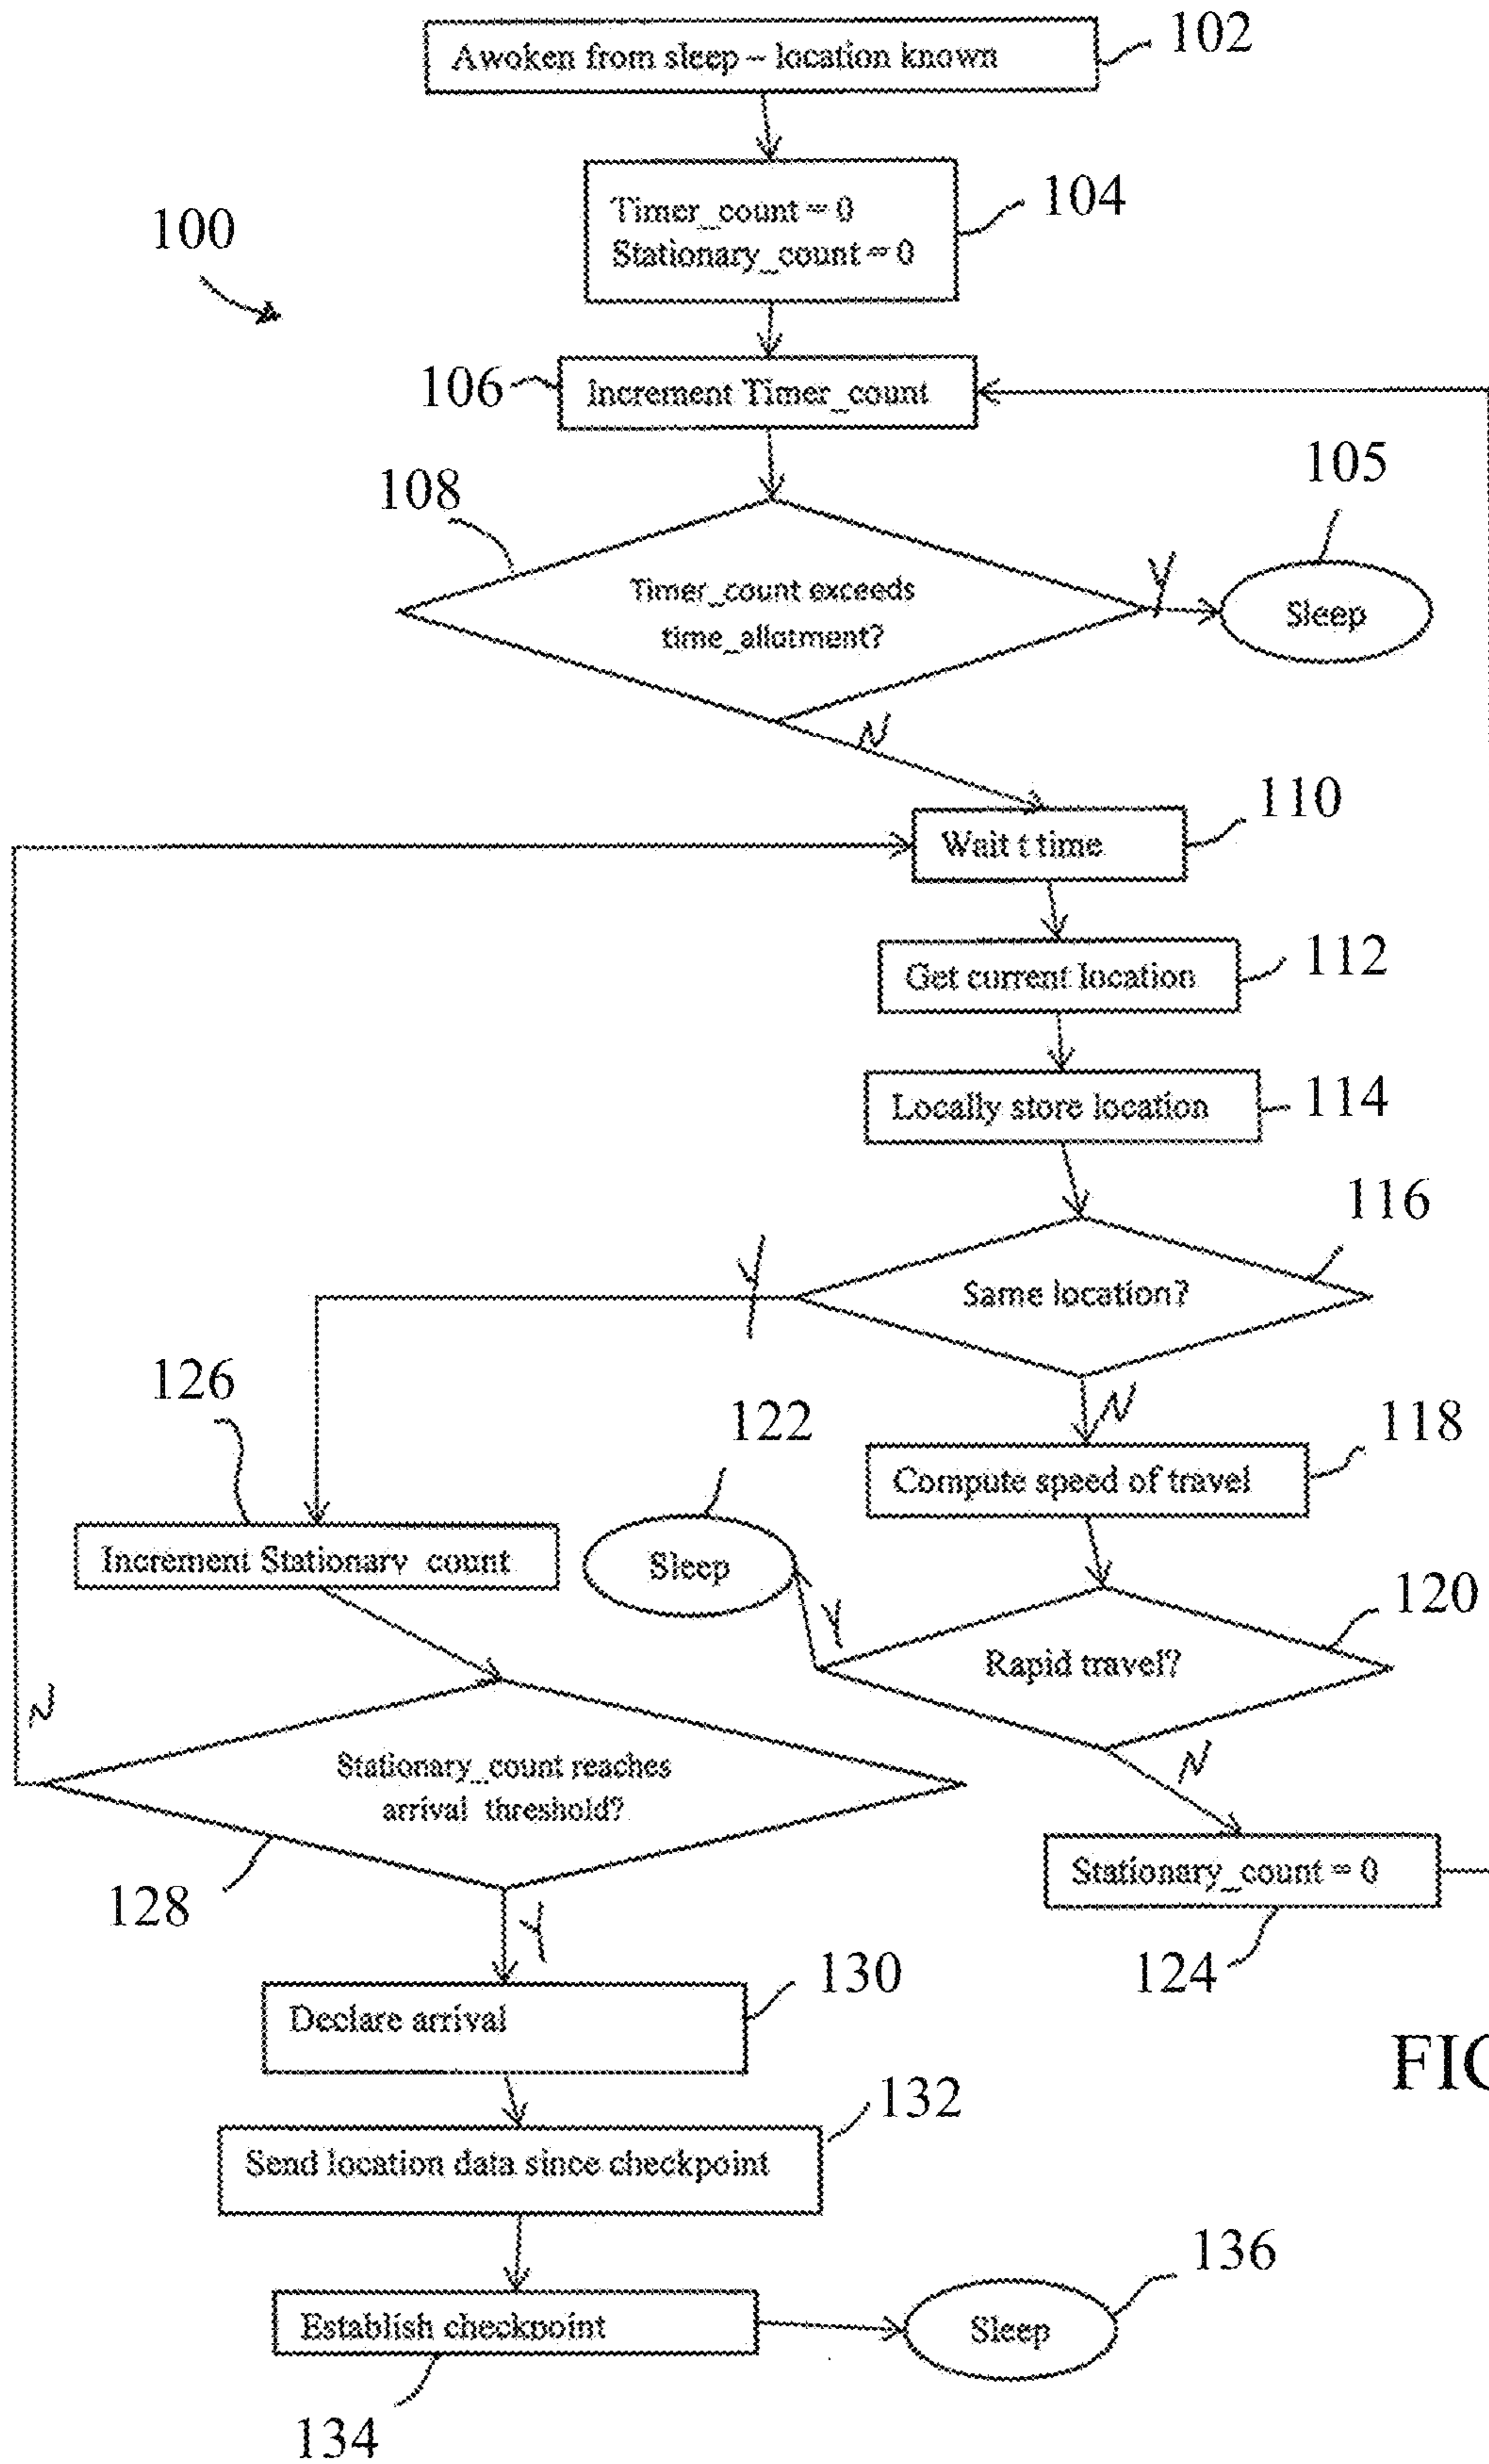 Awoken from sleep – location known
102
Timer_count = 0
Stationary_count = 0
104
100
106
Increment Timer_count
108
105
Timer_count exceeds
time_allotment?
Y
Sleep
N
110
Wait t time
Get current location
112
Locally store location
114
116
Same location?
Y
126
122
N
118
Compute speed of travel
Increment Stationary_count
Sleep
Y
120
Rapid travel?
N
N
Stationary_count reaches
arrival threshold?
Stationary_count = 0
128
Y
124
130
Declare arrival
FIG
132
Send location data since checkpoint
136
Establish checkpoint
Sleep
134